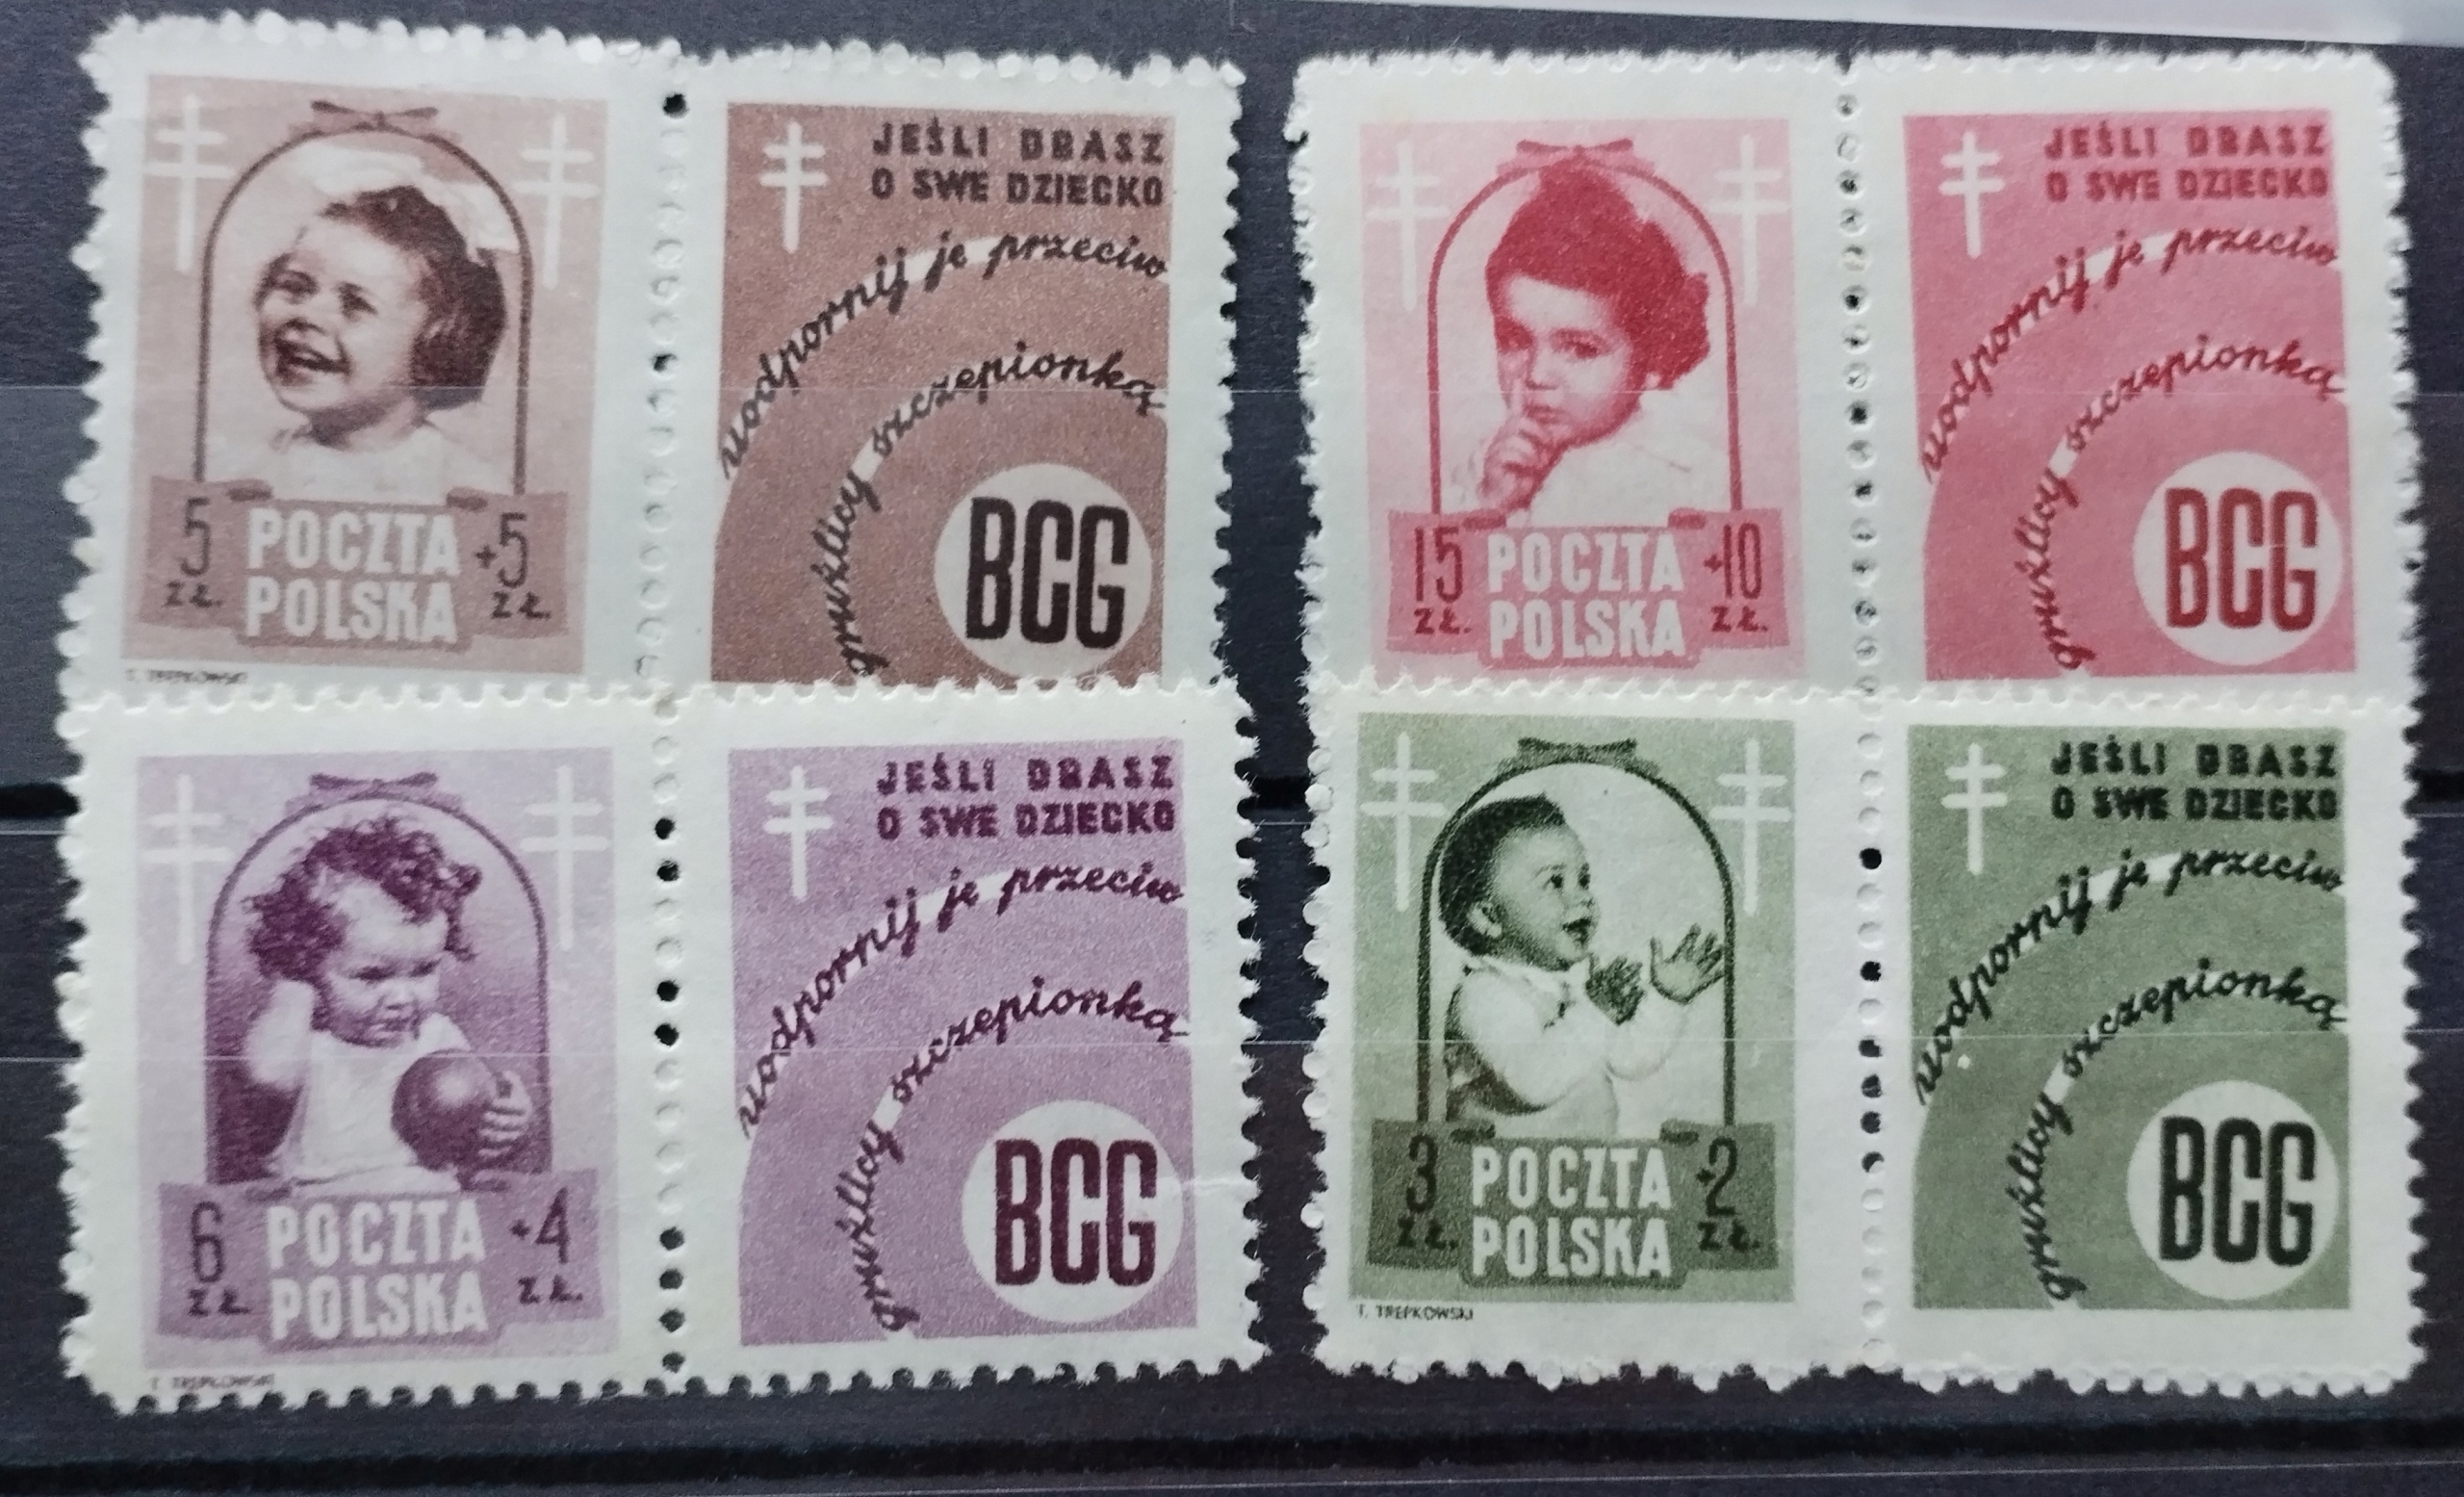 5 zł.
POCZTA
POLSKA
+5 zł.
T. TREPKOWSKI
JEŚLI DBASZ
O SWE DZIECKO
uodpornij je przeciw
gruźlicy szczepionką
BCG
15 zł.
POCZTA
POLSKA
+10 zł.
JEŚLI DBASZ
O SWE DZIECKO
uodpornij je przeciw
gruźlicy szczepionką
BCG
6 zł
POCZTA
POLSKA
+4 zł.
T. TREPKOWSKI
JEŚLI DBASZ
O SWE DZIECKO
uodpornij je przeciw
gruźlicy szczepionką
BCG
3 zł.
POCZTA
POLSKA
+2 zł.
T. TREPKOWSKI
JEŚLI DBASZ
O SWE DZIECKO
uodpornij je przeciw
gruźlicy szczepionką
BCG